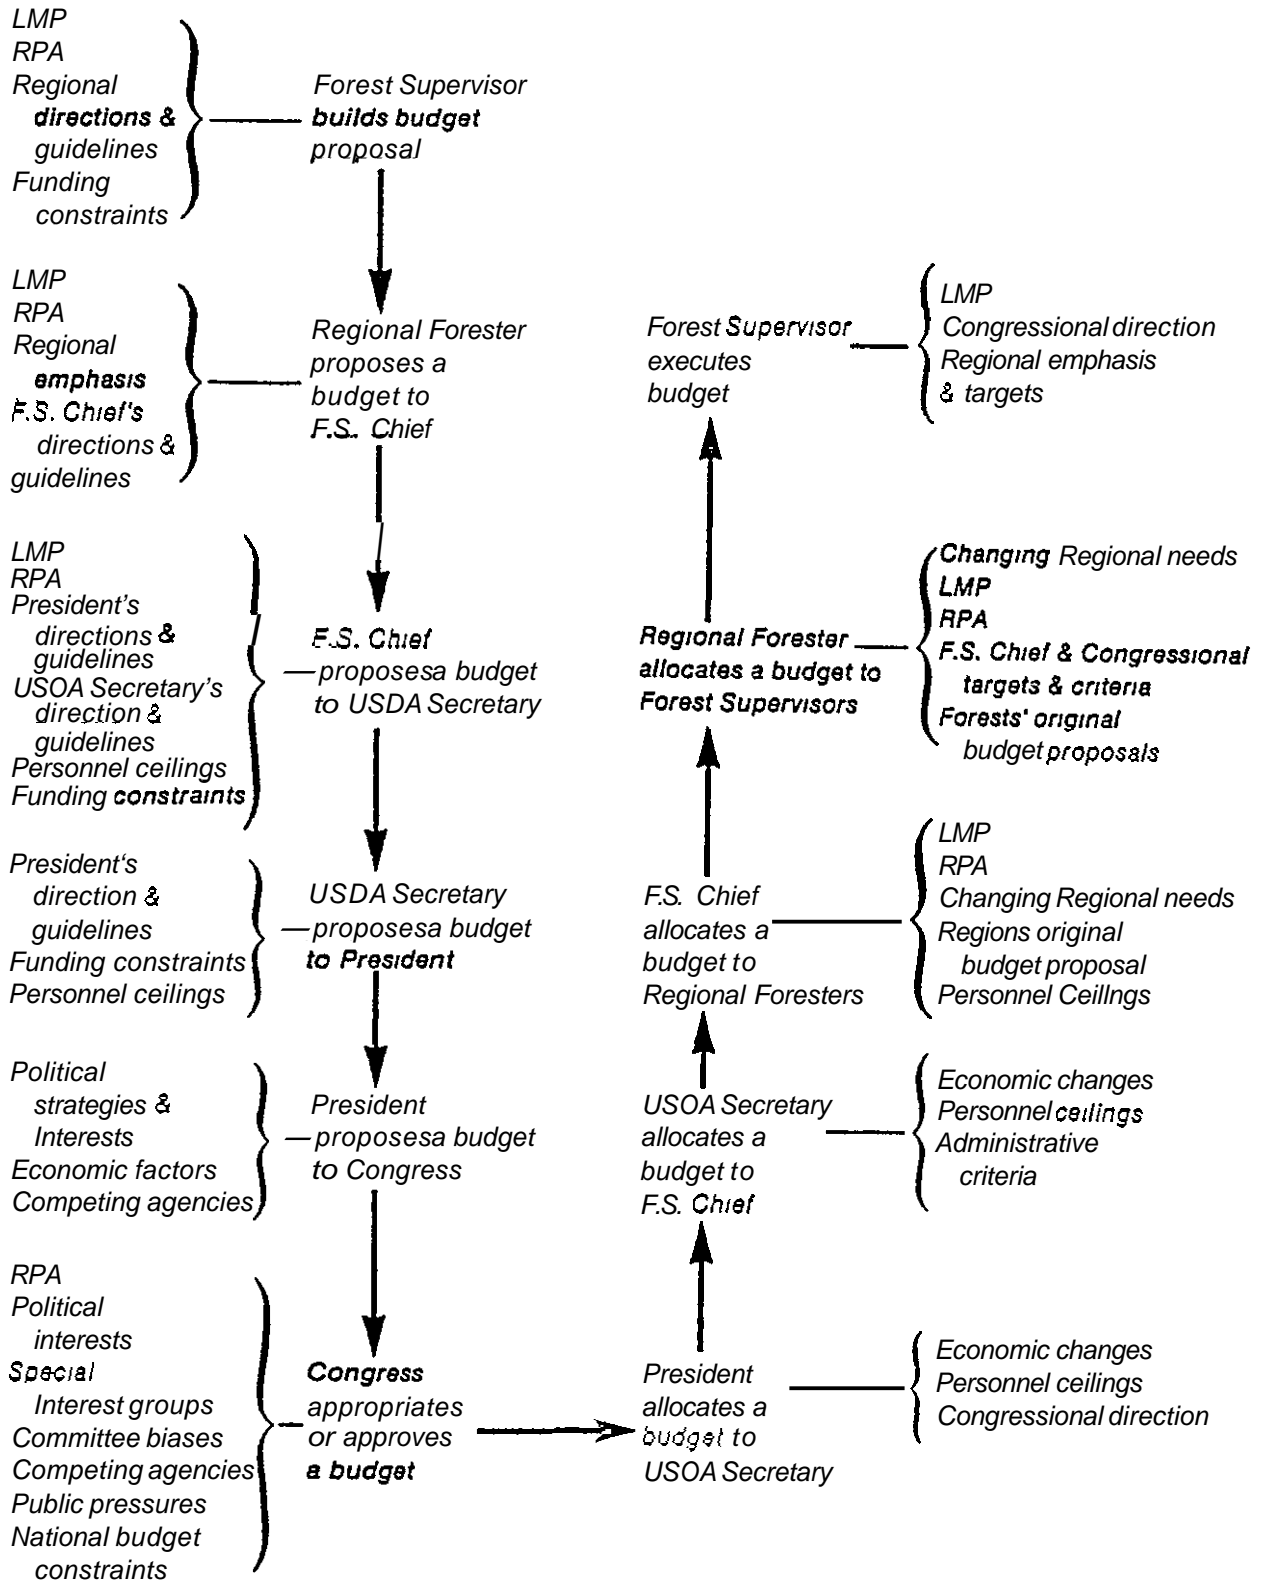 LMP
RPA
Regional
directions &
guidelines
Funding
constraints
Forest Supervisor
builds budget
proposal
LMP
RPA
Regional
emphasis
F.S. Chief's
directions &
guidelines
Regional Forester
proposes a
budget to
F.S. Chief
LMP
RPA
President's
directions &
guidelines
USOA Secretary's
direction &
guidelines
Personnel ceilings
Funding constraints
F.S. Chief
proposesa budget
to USDA Secretary
President's
direction &
guidelines
Funding constraints
Personnel ceilings
USDA Secretary
proposesa budget
to President
Political
strategies &
Interests
Economic factors
Competing agencies
President
proposesa budget
to Congress
RPA
Political
interests
Special
Interest groups
Committee biases
Competing agencies
Public pressures
National budget
constraints
Congress
appropriates
or approves
a budget
President
allocates a
budget to
USOA Secretary
Economic changes
Personnel ceilings
Congressional direction
USOA Secretary
allocates a
budget to
F.S. Chief
Economic changes
Personnel ceilings
Administrative
criteria
F.S. Chief
allocates a
budget to
Regional Foresters
LMP
RPA
Changing Regional needs
Regions original
budget proposal
Personnel Ceillngs
Regional Forester
allocates a budget to
Forest Supervisors
Changing Regional needs
LMP
RPA
F.S. Chief & Congressional
targets & criteria
Forests' original
budget proposals
Forest Supervisor
executes
budget
LMP
Congressional direction
Regional emphasis
& targets